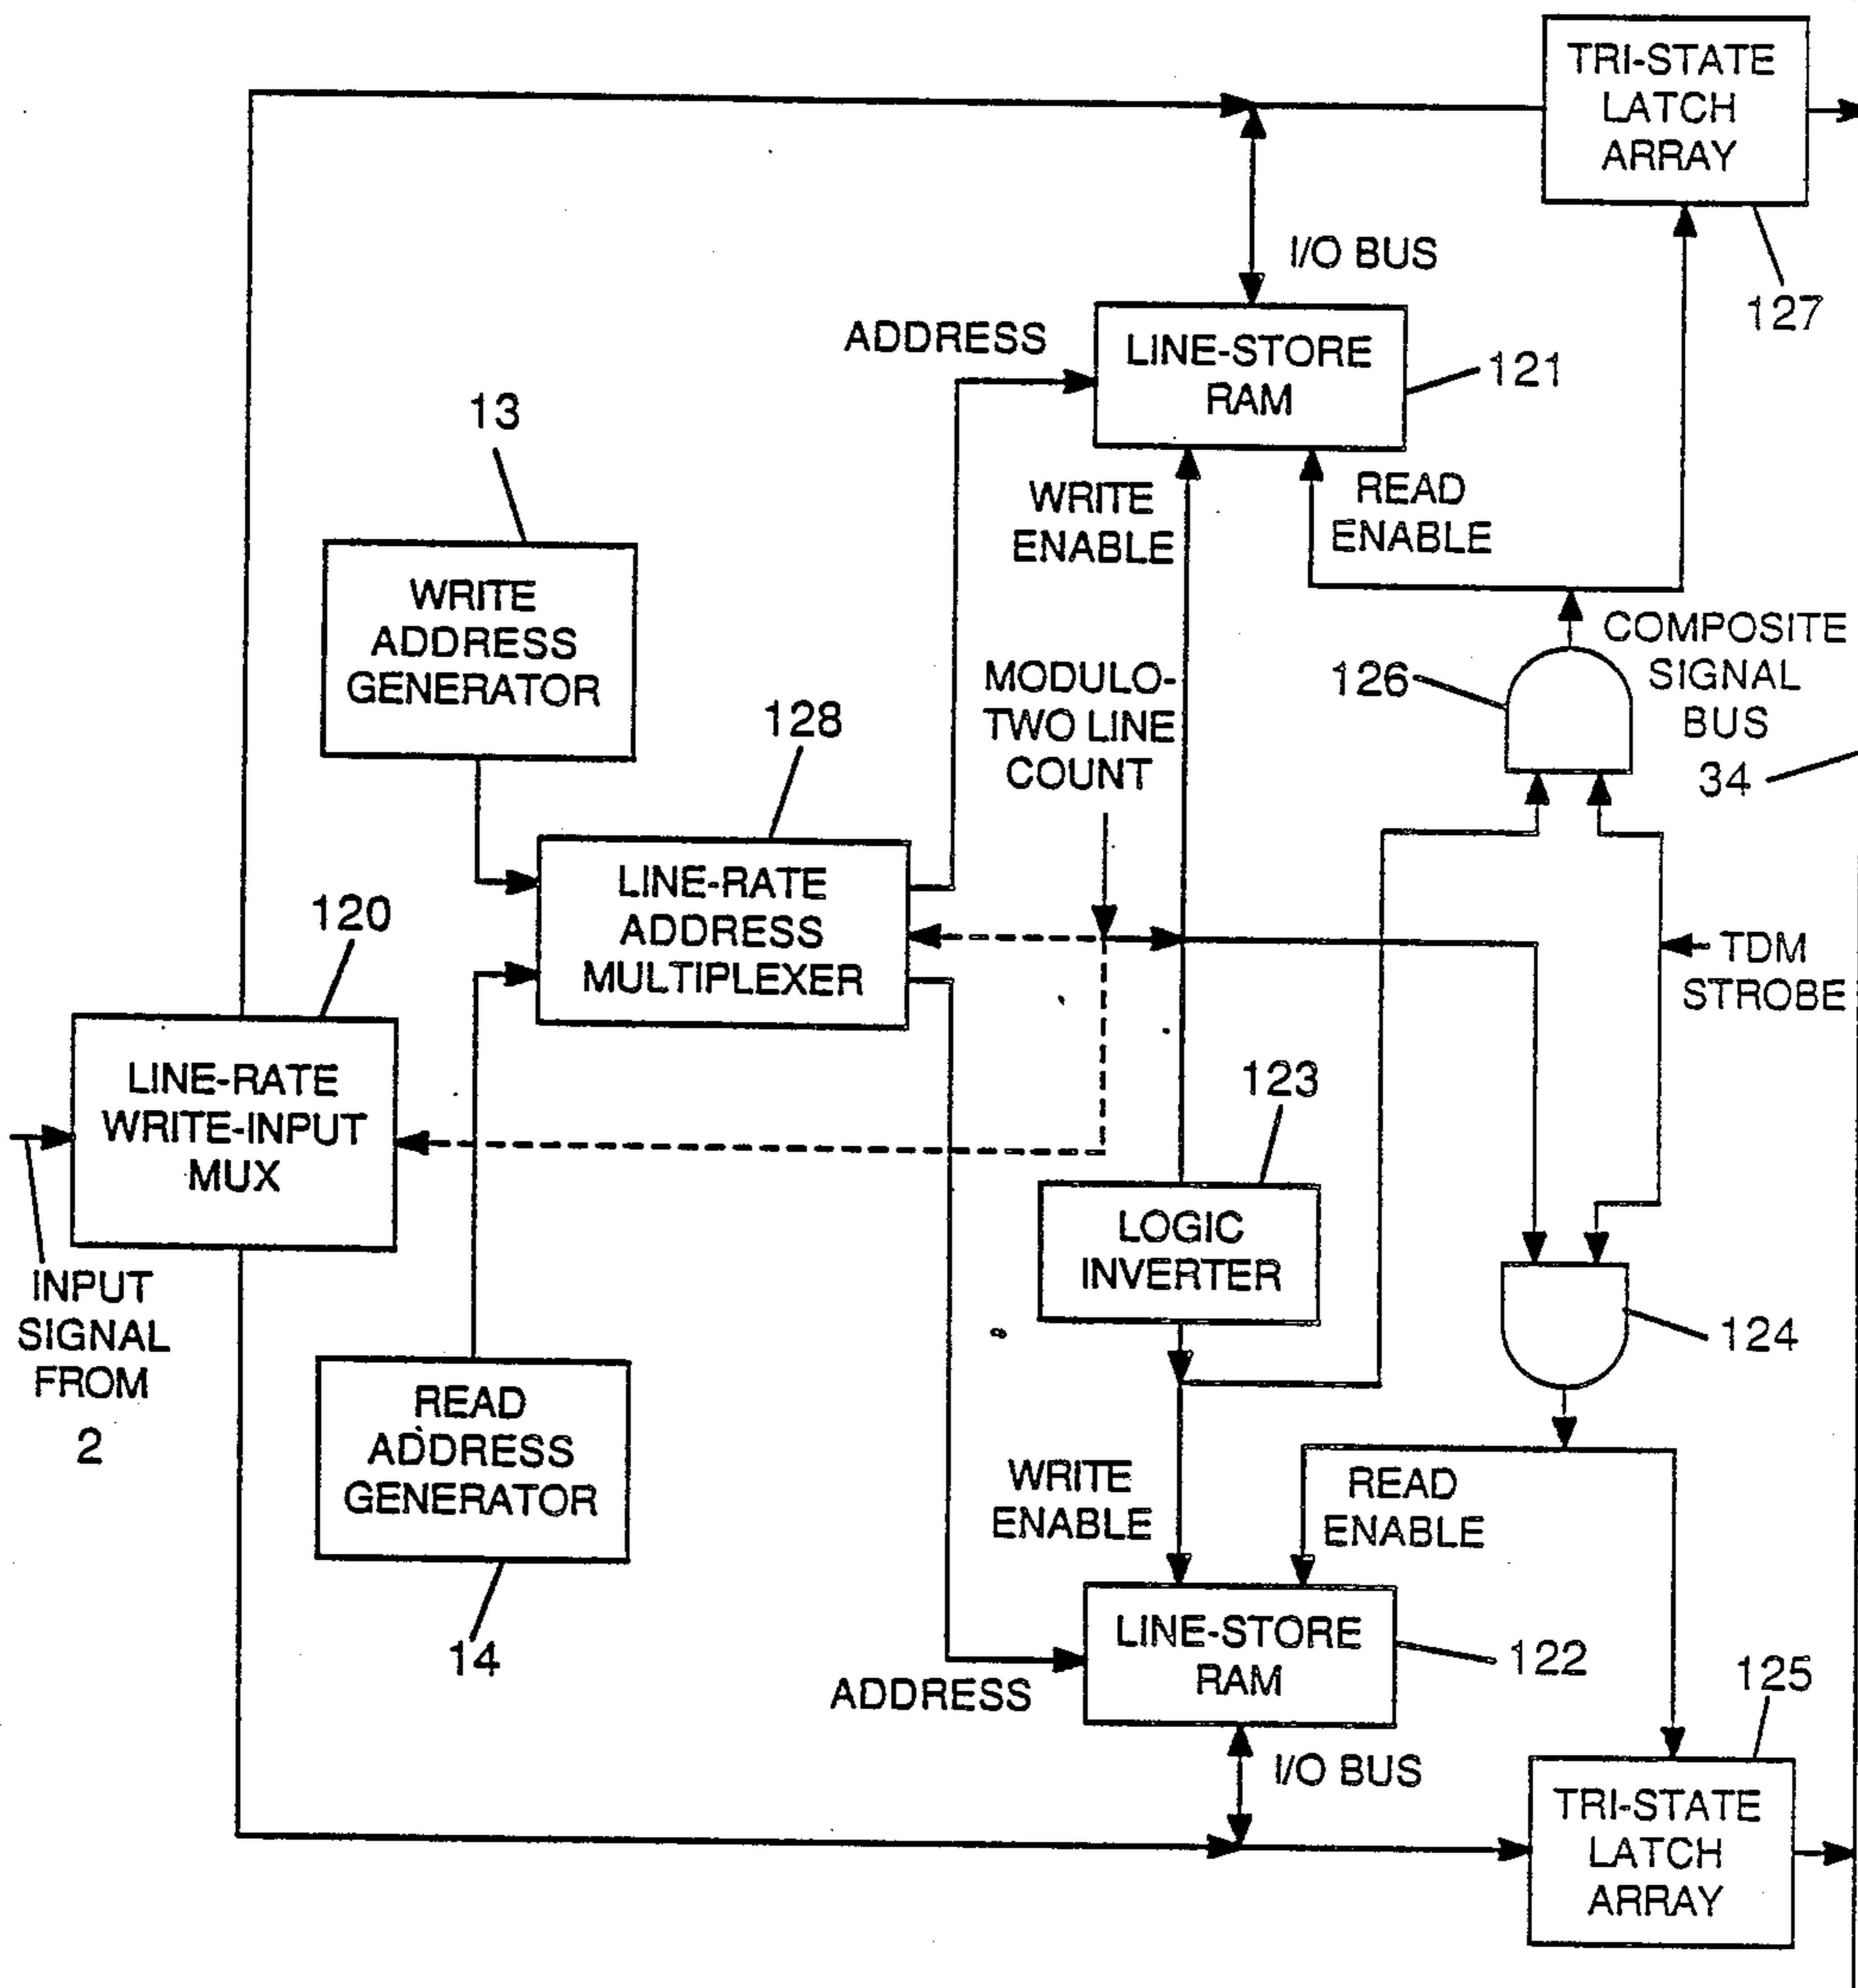 TRI-STATE
LATCH
ARRAY
127
I/O BUS
ADDRESS
LINE-STORE
RAM
121
13
WRITE
ENABLE
READ
ENABLE
WRITE
ADDRESS
GENERATOR
128
MODULO-
TWO LINE
COUNT
126
COMPOSITE
SIGNAL
BUS
34
120
LINE-RATE
ADDRESS
MULTIPLEXER
TDM
STROBE
LINE-RATE
WRITE-INPUT
MUX
123
LOGIC
INVERTER
INPUT
SIGNAL
FROM
2
124
READ
ADDRESS
GENERATOR
14
WRITE
ENABLE
READ
ENABLE
LINE-STORE
RAM
122
ADDRESS
125
I/O BUS
TRI-STATE
LATCH
ARRAY